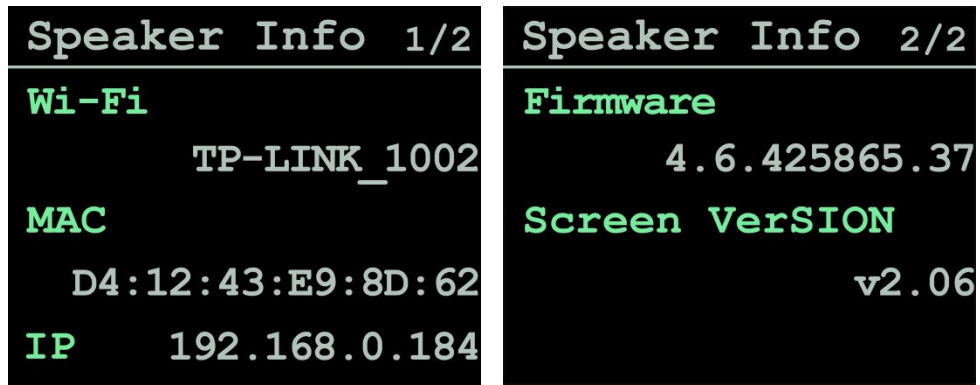 Speaker Info 1/2
Wi-Fi
TP-LINK_1002
MAC
D4:12:43:E9:8D:62
IP 192.168.0.184
Speaker Info 2/2
Firmware
4.6.425865.37
Screen VerSION
v2.06